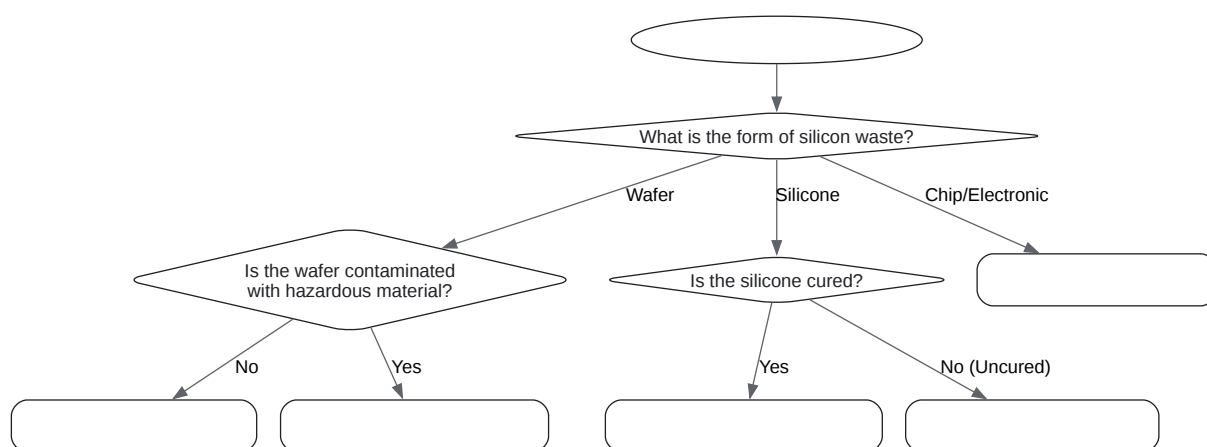 What is the form of silicon waste?
Wafer
Silicone
Chip/Electronic
Is the wafer contaminated
with hazardous material?
Is the silicone cured?
No
Yes
Yes
No (Uncured)